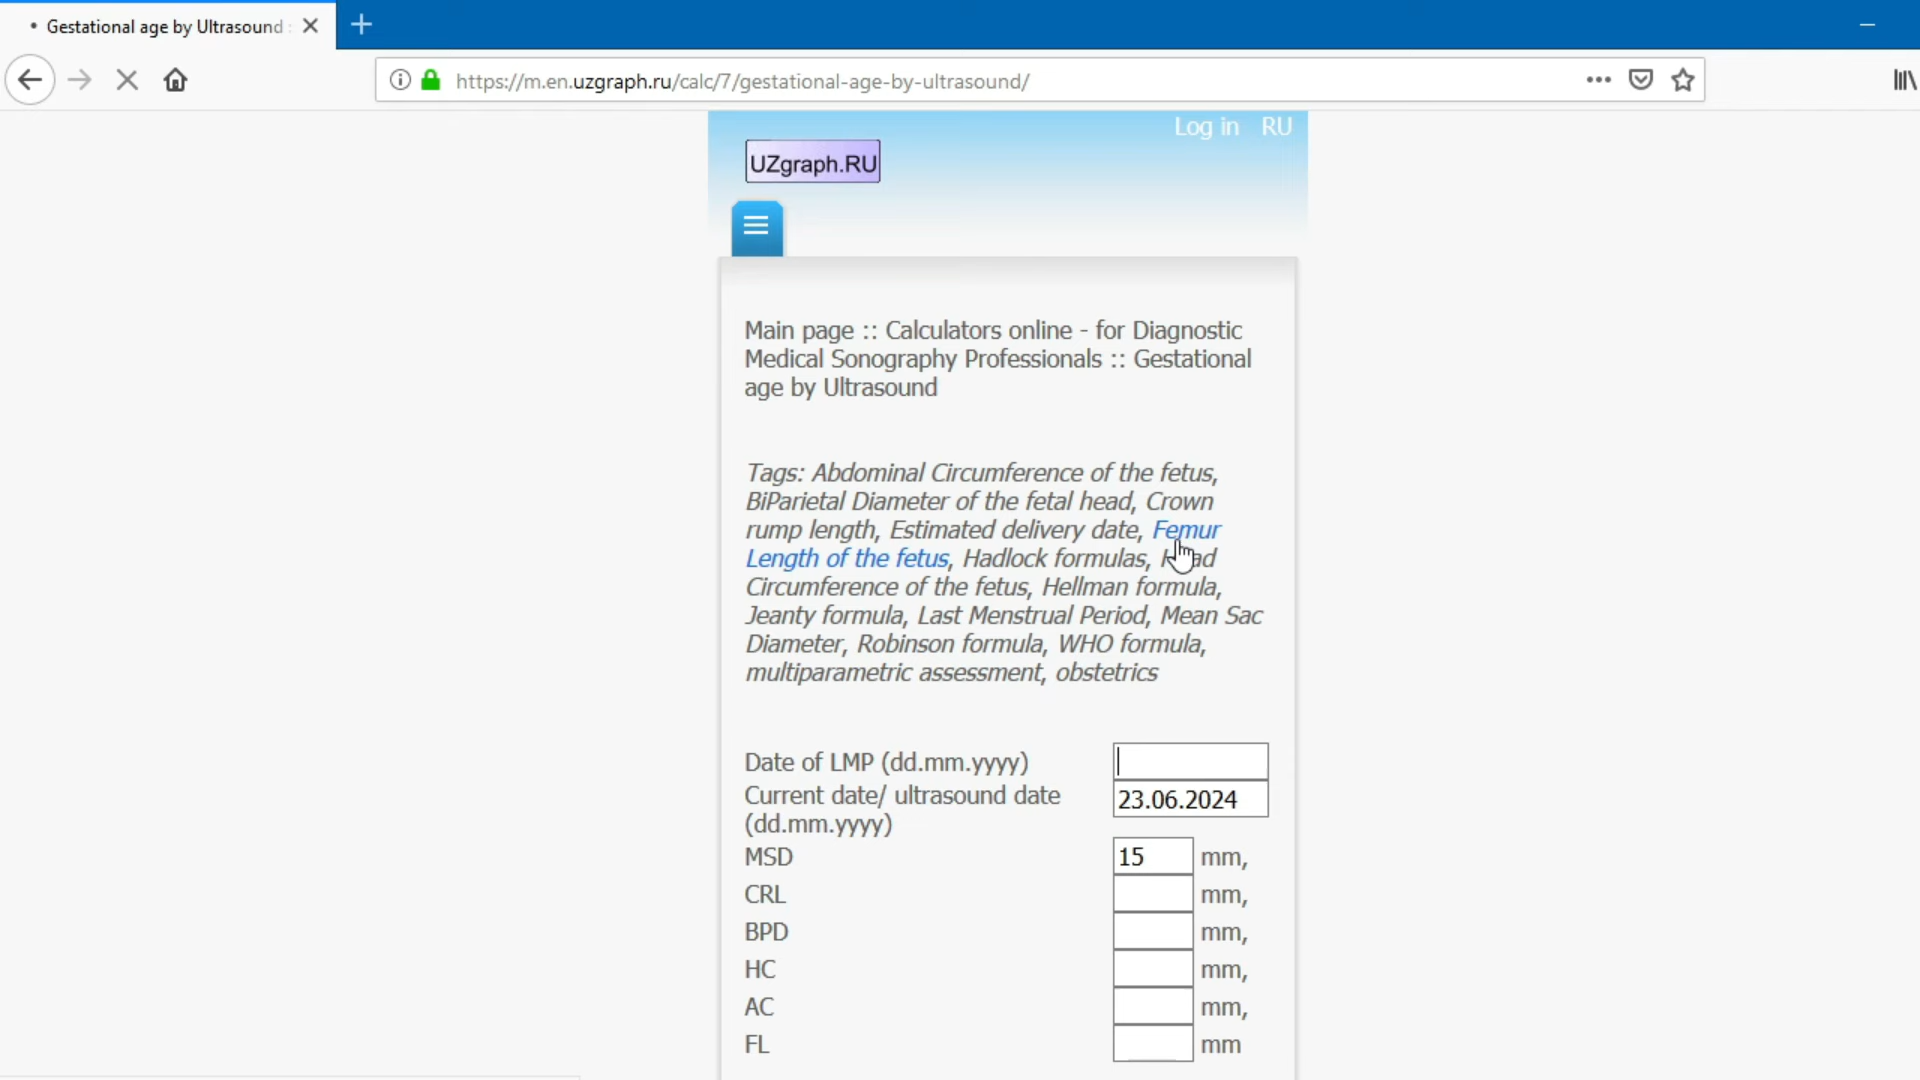 Gestational age by Ultrasound
https://m.en.uzgraph.ru/calc/7/gestational-age-by-ultrasound/
Log in RU
UZgraph.RU
Main page :: Calculators online - for Diagnostic
Medical Sonography Professionals :: Gestational
age by Ultrasound
Tags: Abdominal Circumference of the fetus,
BiParietal Diameter of the fetal head, Crown
rump length, Estimated delivery date, Femur
Length of the fetus, Hadlock formulas, Head
Circumference of the fetus, Hellman formula,
Jeanty formula, Last Menstrual Period, Mean Sac
Diameter, Robinson formula, WHO formula,
multiparametric assessment, obstetrics
Date of LMP (dd.mm.yyyy)
Current date/ ultrasound date 23.06.2024
(dd.mm.yyyy)
MSD 15 mm,
CRL mm,
BPD mm,
HC mm,
AC mm,
FL mm